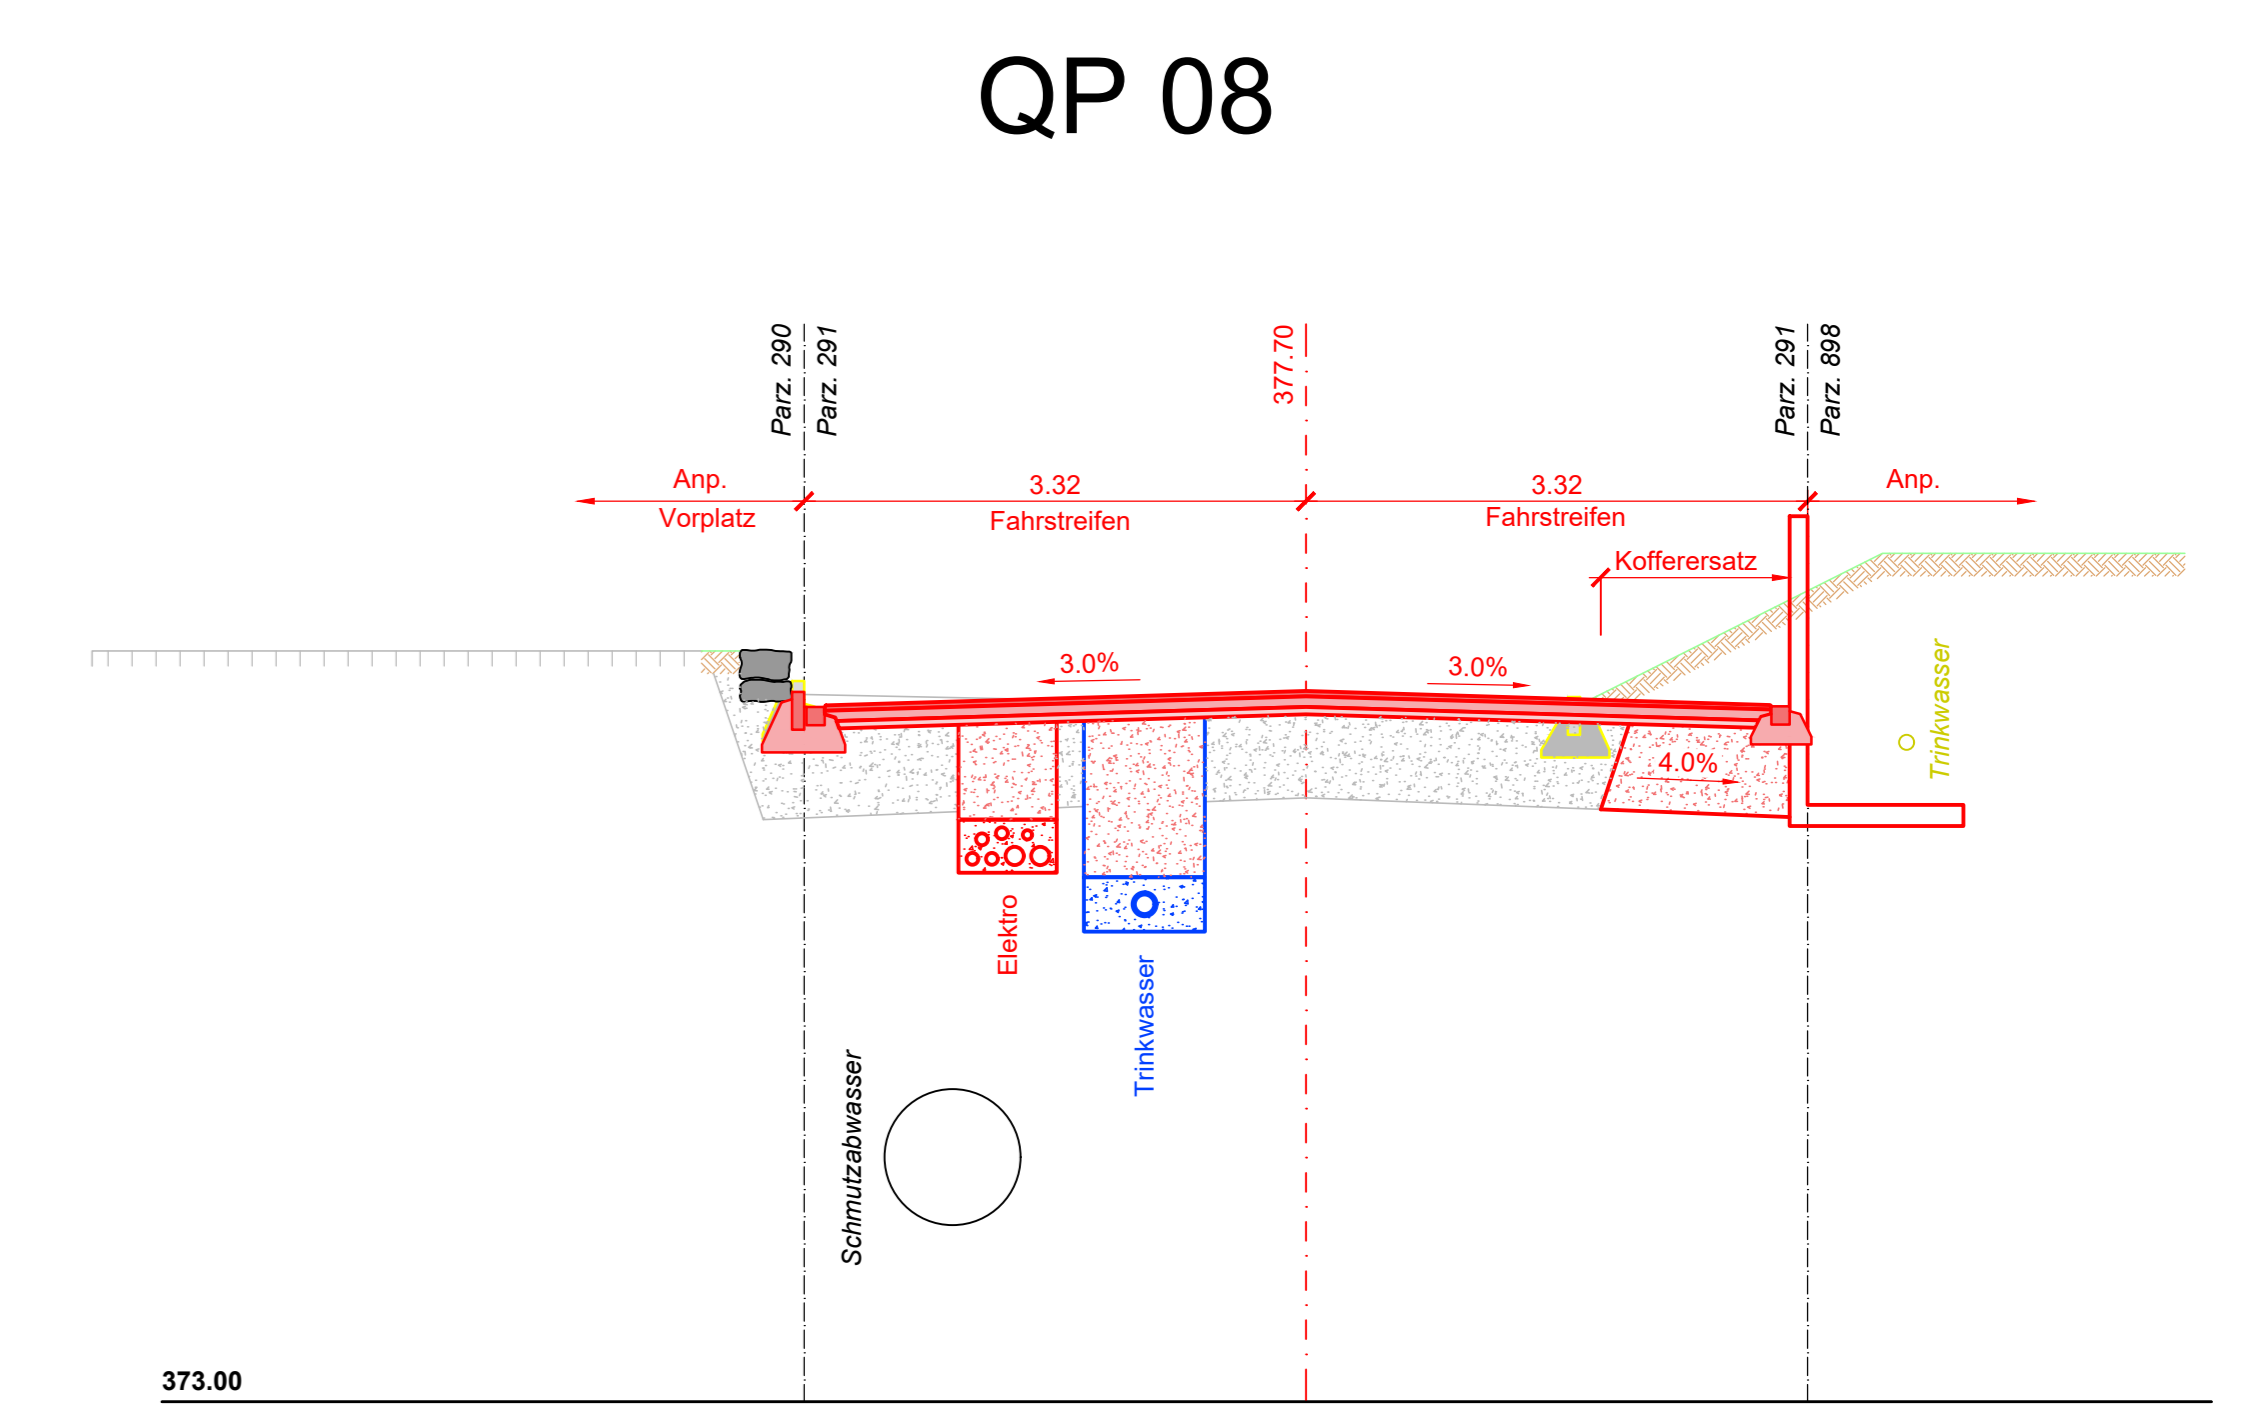 QP 08
Parz. 290
Parz. 291
377.70
Parz. 291
Parz. 898
Anp.
Vorplatz
3.32
Fahrstreifen
3.32
Fahrstreifen
Anp.
Kofferersatz
3.0%
3.0%
4.0%
Trinkwasser
Elektro
Trinkwasser
Schmutzabwasser
373.00